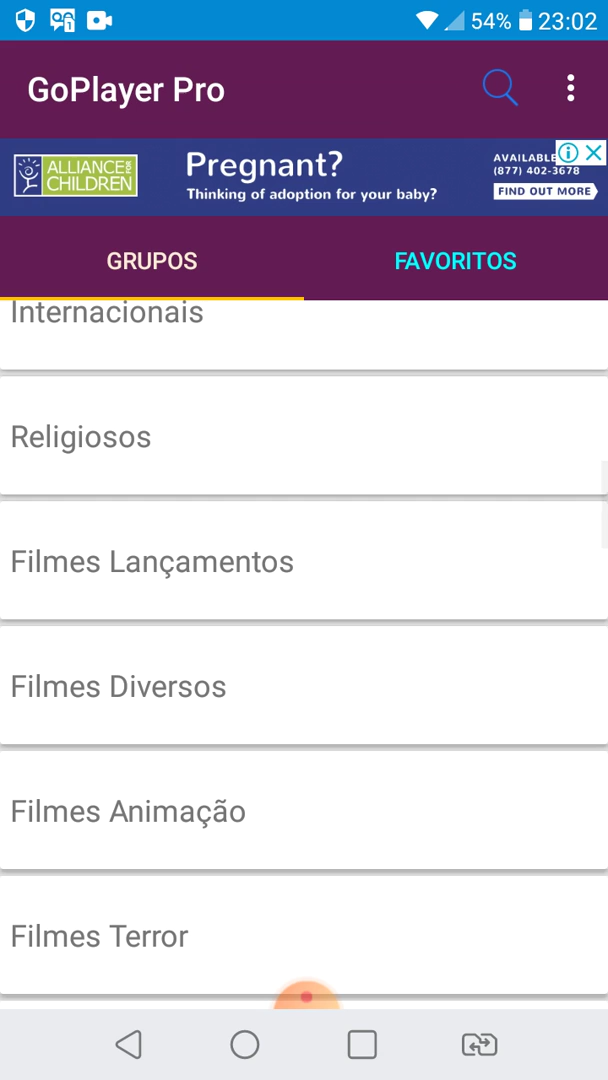 54% 23:02
GoPlayer Pro
ALLIANCE FOR
CHILDREN
Pregnant?
Thinking of adoption for your baby?
AVAILABLE
(877) 402-3678
FIND OUT MORE
GRUPOS
FAVORITOS
Internacionais
Religiosos
Filmes Lançamentos
Filmes Diversos
Filmes Animação
Filmes Terror